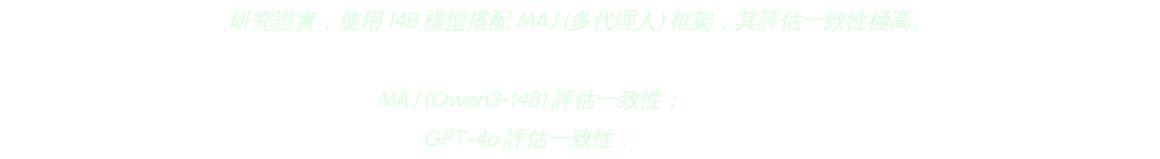 研究證實，使用 14B 模型搭配 MAJ (多代理人) 框架，其評估一致性極高。
MAJ (Qwen3-14B) 評估一致性：
GPT-4o 評估一致性：